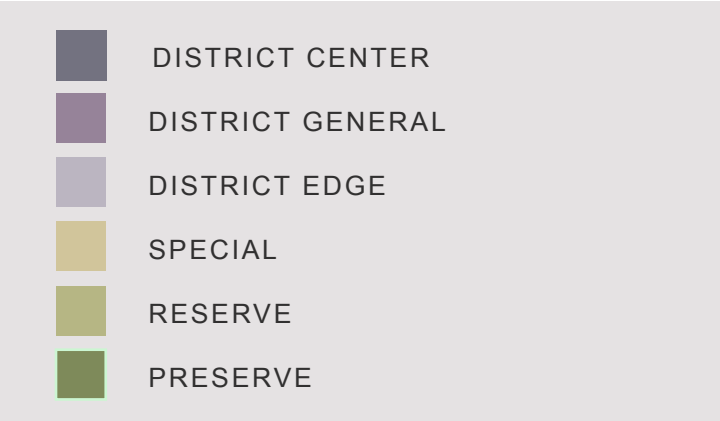 DISTRICT CENTER
DISTRICT GENERAL
DISTRICT EDGE
SPECIAL
RESERVE
PRESERVE